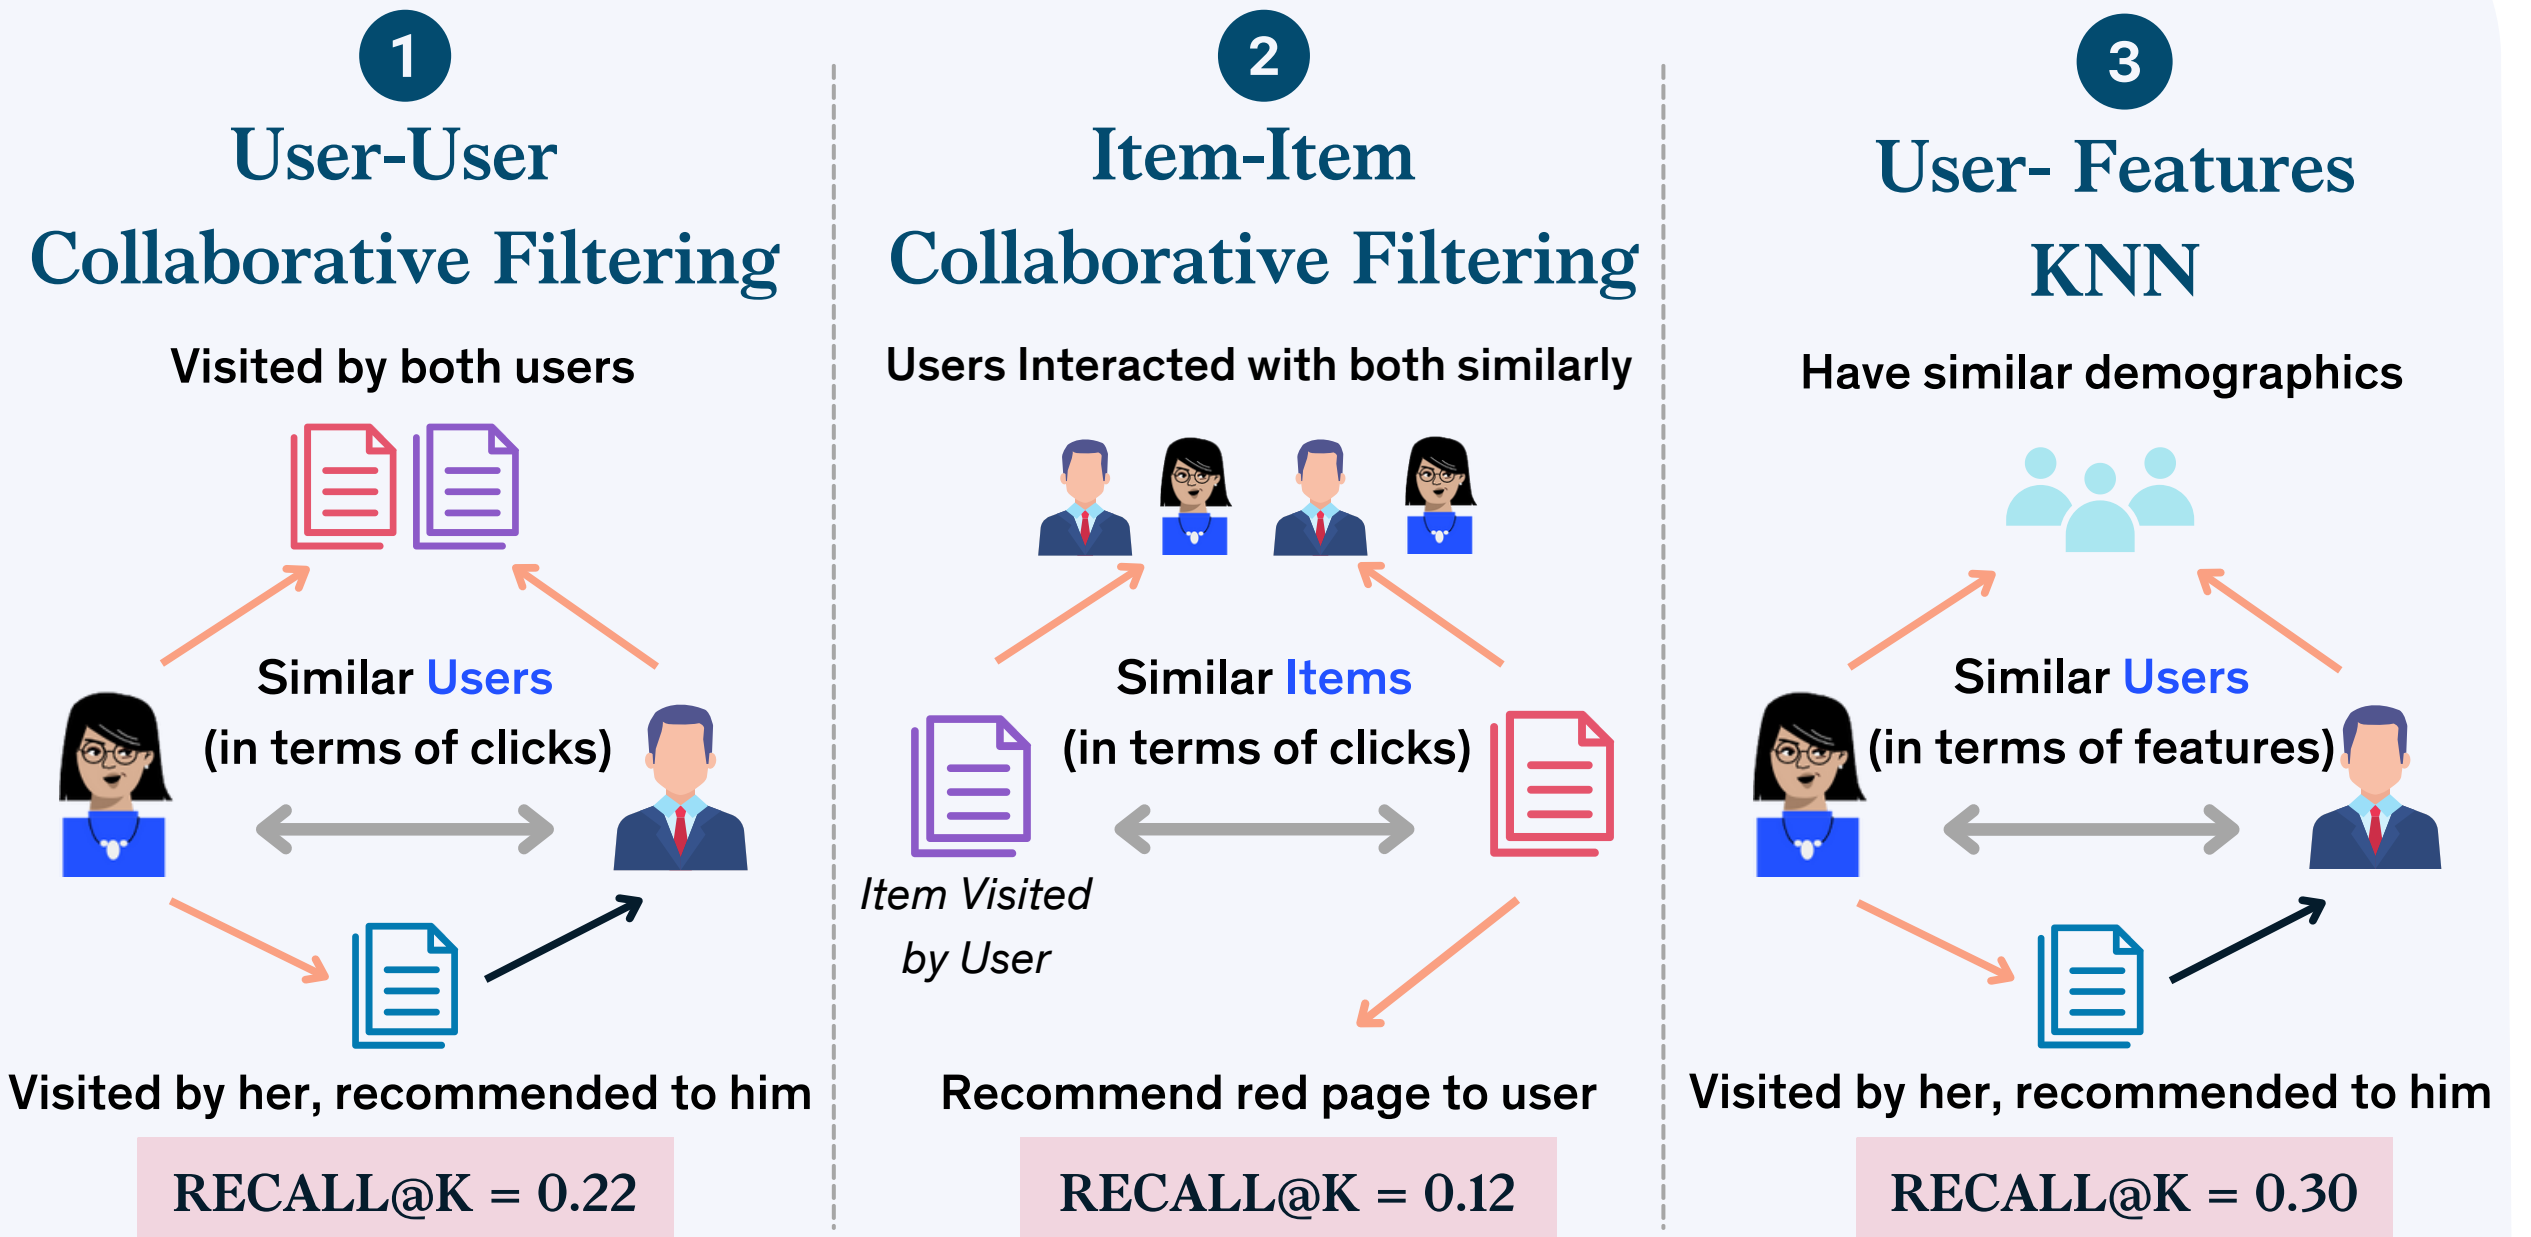 1
User-User
Collaborative Filtering
Visited by both users
Similar Users
(in terms of clicks)
Visited by her, recommended to him
RECALL@K = 0.22
2
Item-Item
Collaborative Filtering
Users Interacted with both similarly
Similar Items
(in terms of clicks)
Item Visited
by User
Recommend red page to user
RECALL@K = 0.12
3
User- Features
KNN
Have similar demographics
Similar Users
(in terms of features)
Visited by her, recommended to him
RECALL@K = 0.30